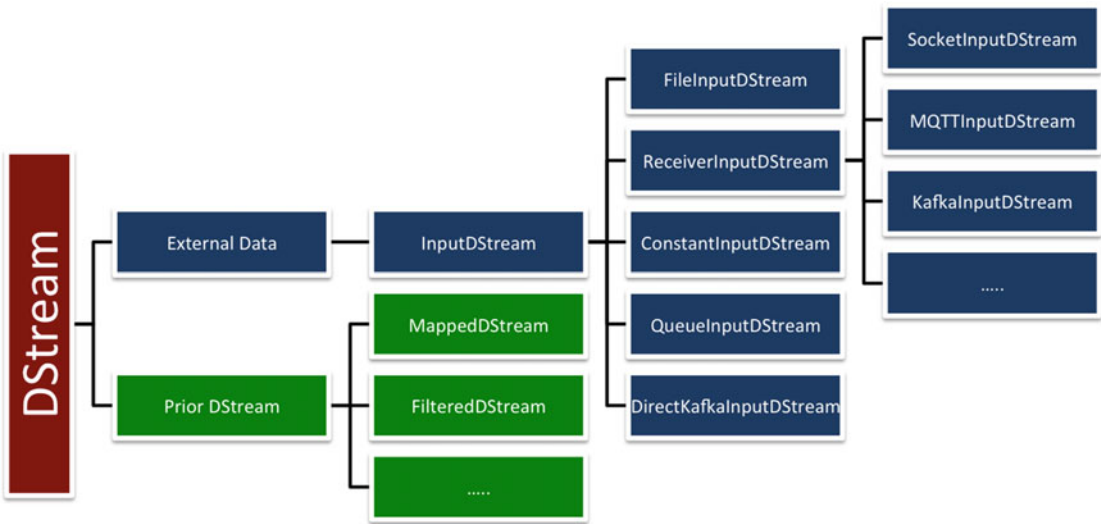 DStream
External Data
Prior DStream
InputDStream
MappedDStream
FilteredDStream
.....
FileInputDStream
ReceiverInputDStream
ConstantInputDStream
QueueInputDStream
DirectKafkaInputDStream
SocketInputDStream
MQTTInputDStream
KafkaInputDStream
.....